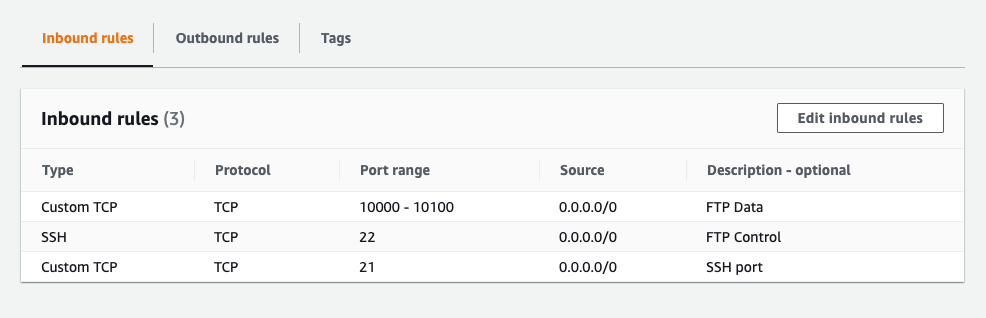 Inbound rules Outbound rules Tags
Inbound rules (3) Edit inbound rules
Type Protocol Port range Source Description - optional
Custom TCP TCP 10000 - 10100 0.0.0.0/0 FTP Data
SSH TCP 22 0.0.0.0/0 FTP Control
Custom TCP TCP 21 0.0.0.0/0 SSH port